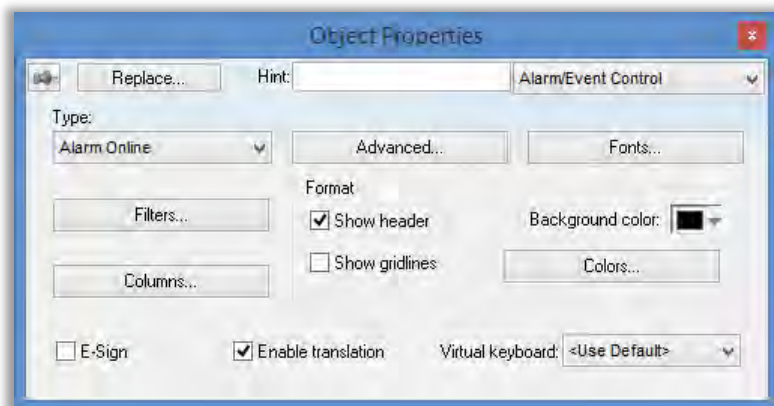 Object Properties
Replace... Hint: Alarm/Event Control
Type:
Alarm Online Advanced... Fonts...
Format
Filters... Show header Background color:
Show gridlines Colors...
Columns...
E-Sign Enable translation Virtual keyboard: <Use Default>